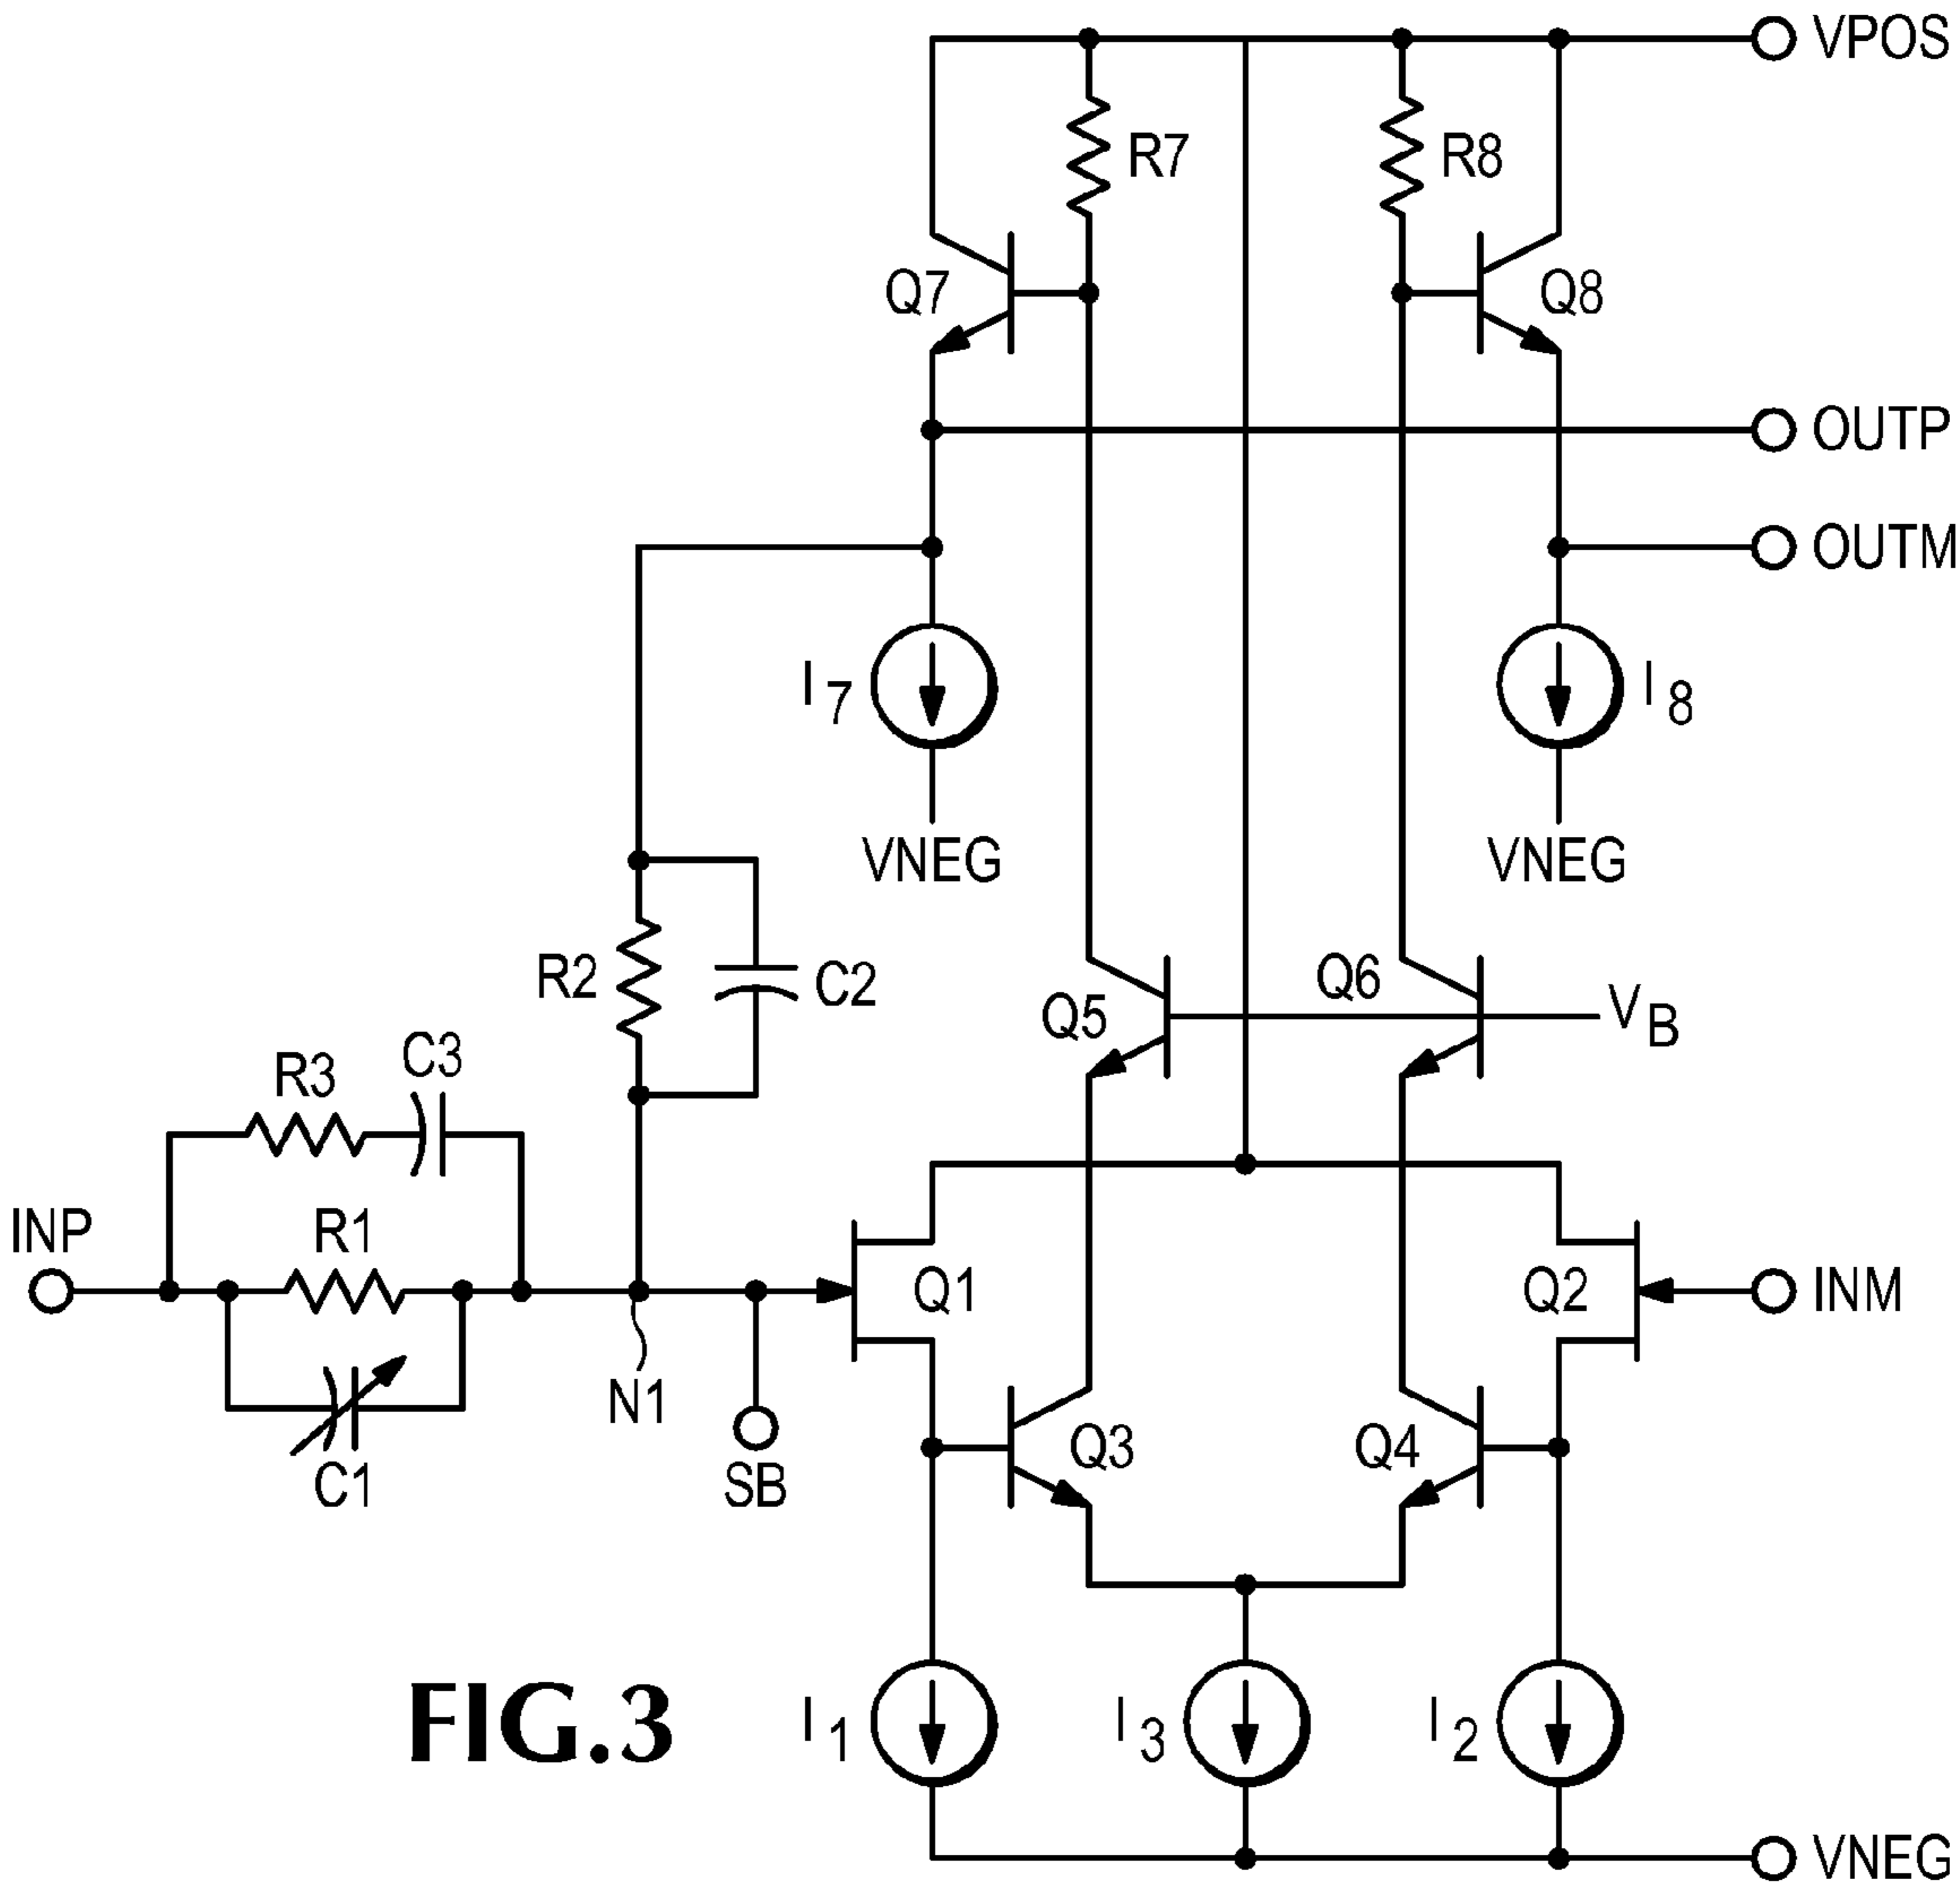 VPOS
R7
R8
Q7
Q8
OUTP
OUTM
I7
I8
VNEG
VNEG
R2
C2
Q5
Q6
VB
R3
C3
INP
R1
Q1
Q2
INM
N1
C1
SB
Q3
Q4
I1
I3
I2
FIG.3
VNEG